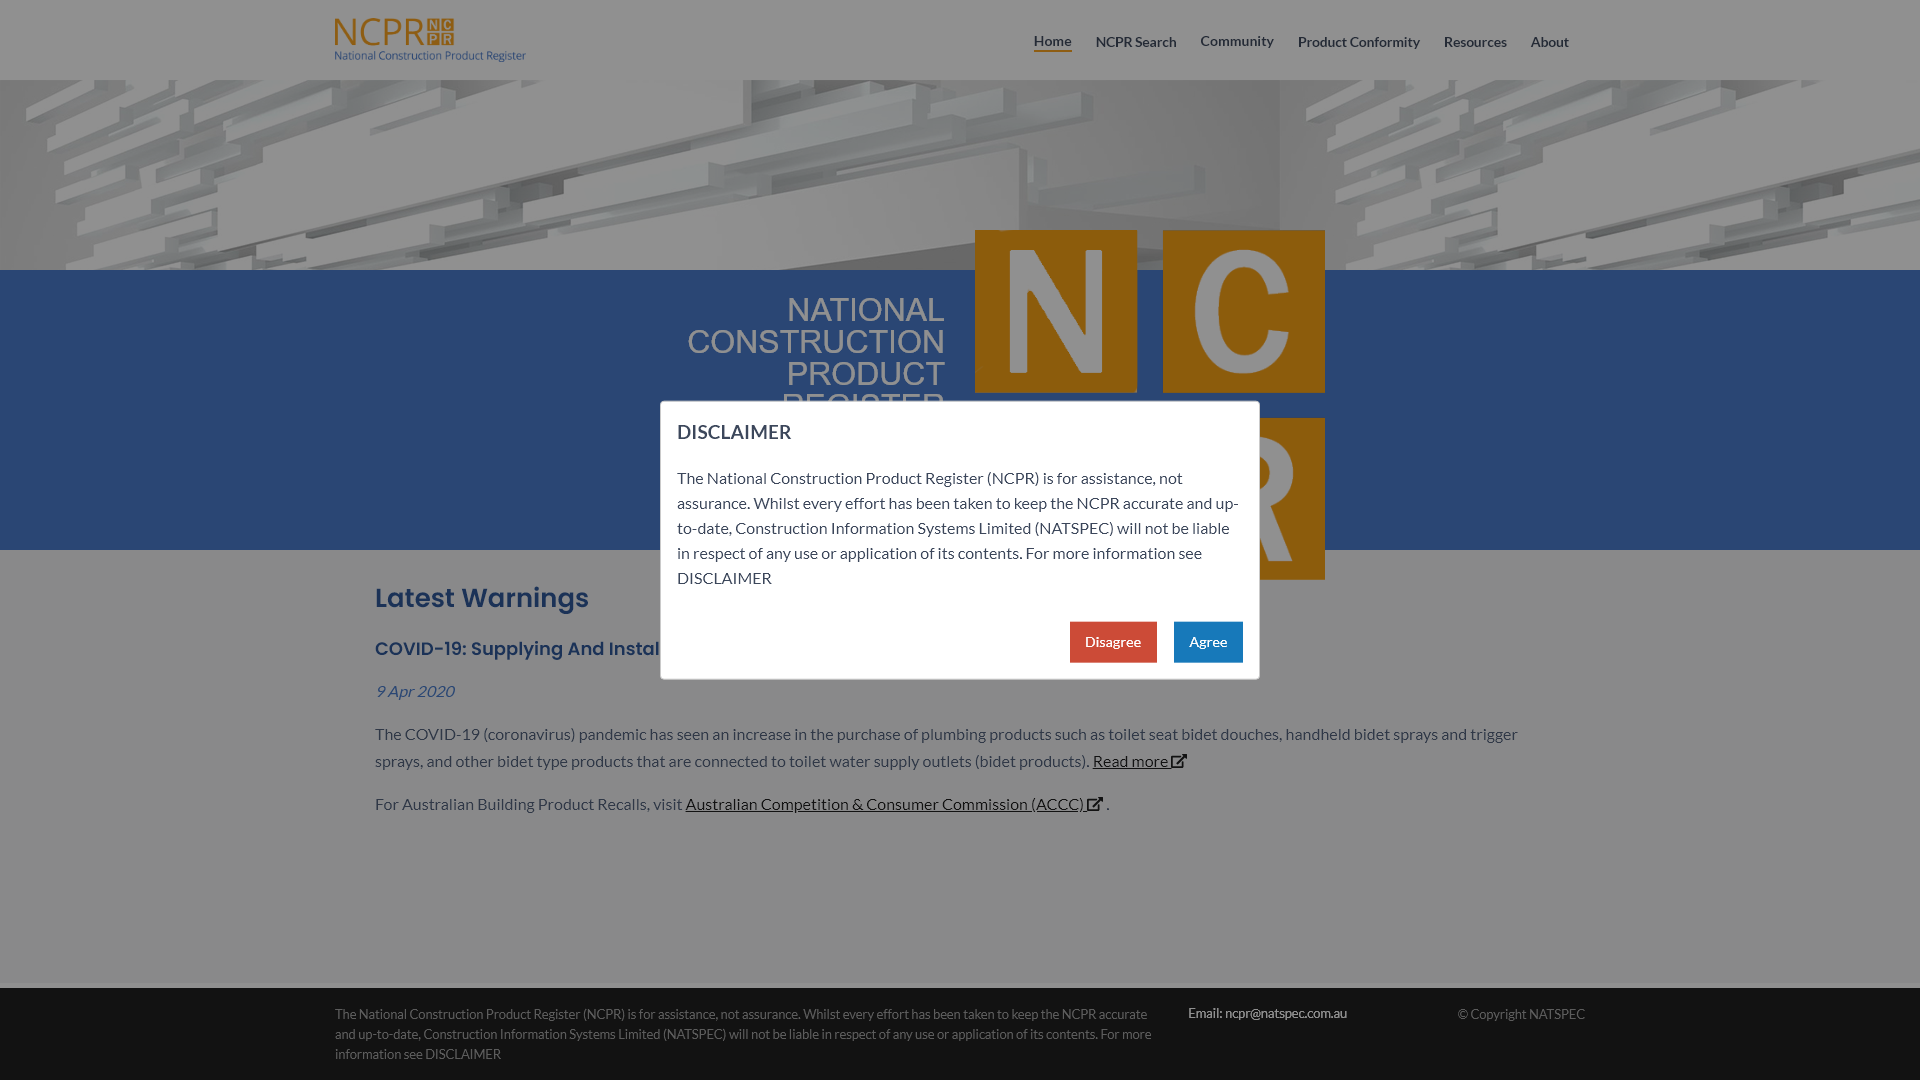 NCPR NC PR
National Construction Product Register
Home NCPR Search Community Product Conformity Resources About
NATIONAL
CONSTRUCTION
PRODUCT
REGISTER
N C
R
DISCLAIMER
The National Construction Product Register (NCPR) is for assistance, not
assurance. Whilst every effort has been taken to keep the NCPR accurate and up-
to-date, Construction Information Systems Limited (NATSPEC) will not be liable
in respect of any use or application of its contents. For more information see
DISCLAIMER
Disagree Agree
Latest Warnings
COVID-19: Supplying And Instal
9 Apr 2020
The COVID-19 (coronavirus) pandemic has seen an increase in the purchase of plumbing products such as toilet seat bidet douches, handheld bidet sprays and trigger
sprays, and other bidet type products that are connected to toilet water supply outlets (bidet products). Read more
For Australian Building Product Recalls, visit Australian Competition & Consumer Commission (ACCC) .
The National Construction Product Register (NCPR) is for assistance, not assurance. Whilst every effort has been taken to keep the NCPR accurate
and up-to-date, Construction Information Systems Limited (NATSPEC) will not be liable in respect of any use or application of its contents. For more
information see DISCLAIMER
Email: ncpr@natspec.com.au
© Copyright NATSPEC